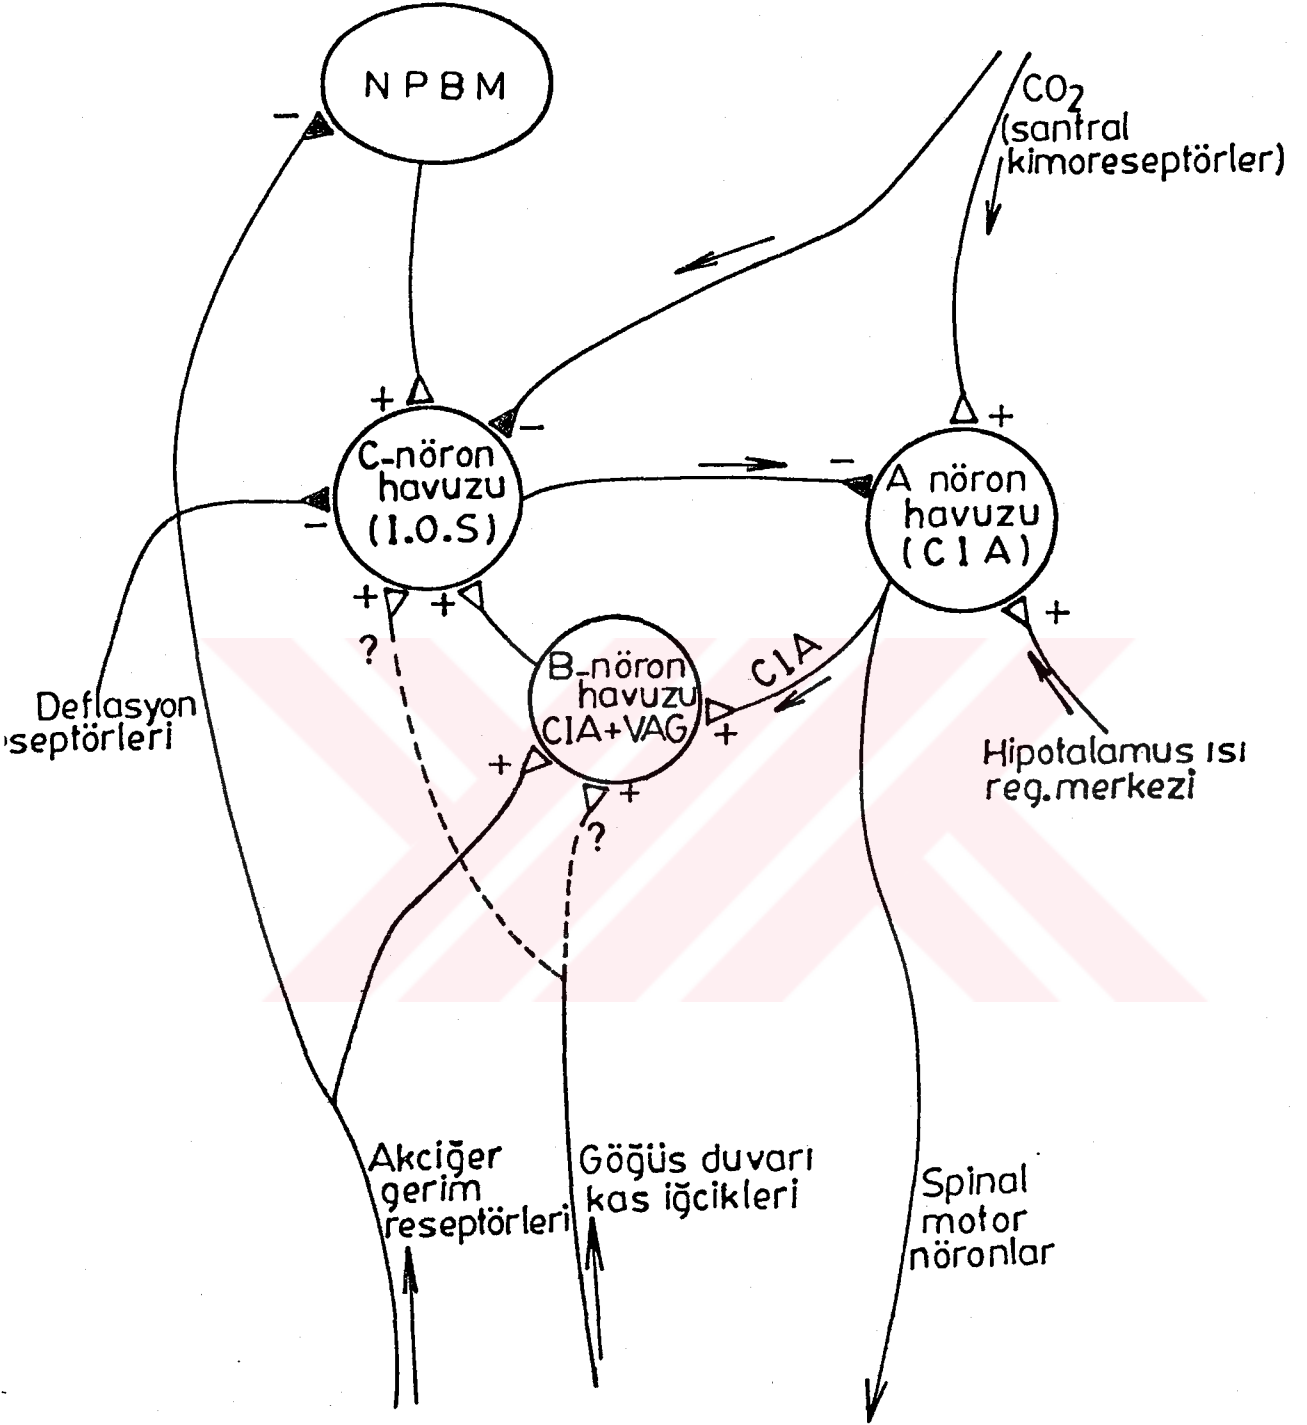 NPBM
−
CO₂
(santral
kimoreseptörler)
+
−
+
C-nöron
havuzu
(I.O.S)
−
A nöron
havuzu
(CIA)
−
+
+
?
+
B-nöron
havuzu
CIA+VAG
CIA
+
Deflasyon
septörleri
+
+
?
Hipotalamus ısı
reg.merkezi
Akciğer
gerim
reseptörleri
Göğüs duvarı
kas iğcikleri
Spinal
motor
nöronlar